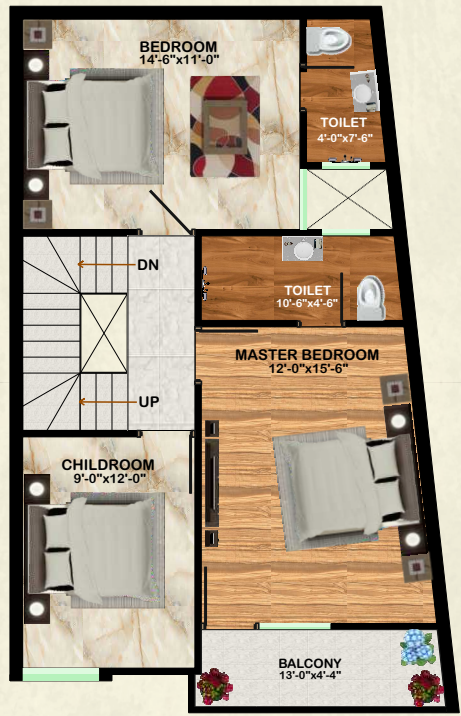 BEDROOM
14'-6"x11'-0"
TOILET
4'-0"x7'-6"
DN
TOILET
10'-6"x4'-6"
MASTER BEDROOM
12'-0"x15'-6"
UP
CHILDROOM
9'-0"x12'-0"
BALCONY
13'-0"x4'-4"